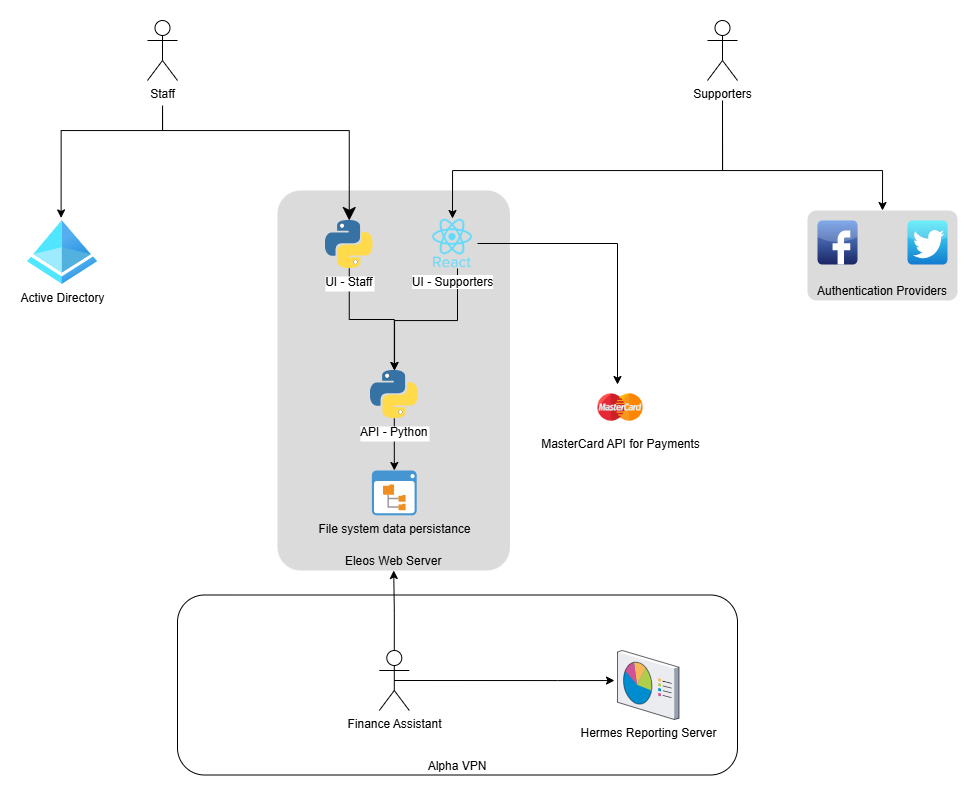 Staff
Supporters
React
UI - Staff
UI - Supporters
Active Directory
Authentication Providers
API - Python
MasterCard
MasterCard API for Payments
File system data persistance
Eleos Web Server
Finance Assistant
Hermes Reporting Server
Alpha VPN